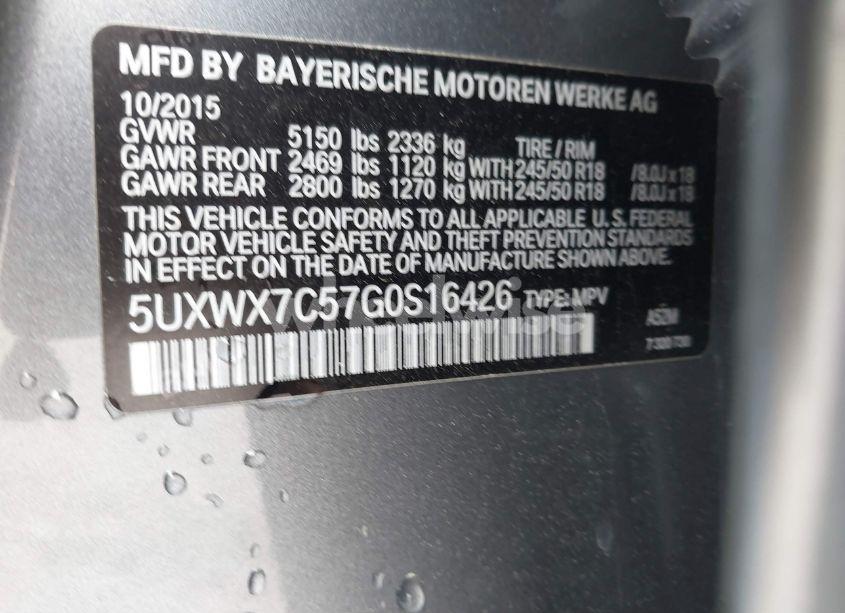 MFD BY BAYERISCHE MOTOREN WERKE AG
10/2015
GVWR 5150 lbs 2336 kg TIRE / RIM
GAWR FRONT 2469 lbs 1120 kg WITH 245/50 R18 /8.0J x 18
GAWR REAR 2800 lbs 1270 kg WITH 245/50 R18 /8.0J x 18
THIS VEHICLE CONFORMS TO ALL APPLICABLE U.S. FEDERAL
MOTOR VEHICLE SAFETY AND THEFT PREVENTION STANDARDS
IN EFFECT ON THE DATE OF MANUFACTURE SHOWN ABOVE.
5UXWX7C57G0S16426 TYPE: MPV